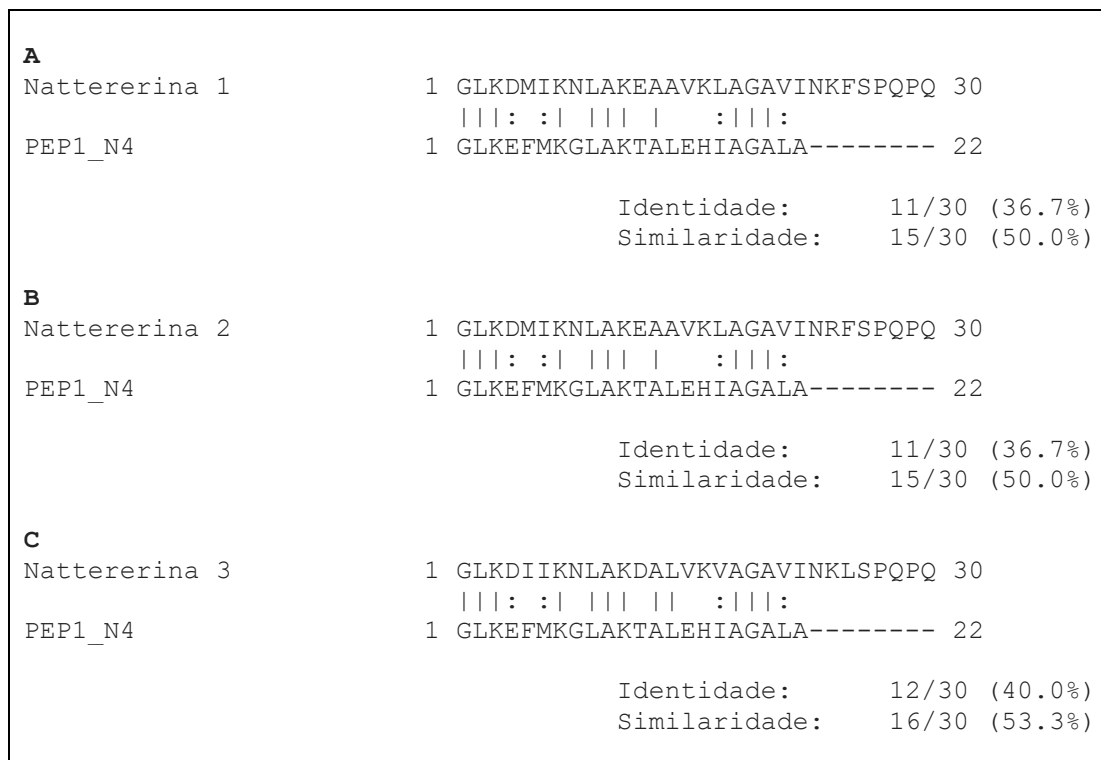 A
Nattererina 1 1 GLKDMIKNLAKEAAVKLAGAVINKFSPQPQ 30
|||: :| ||| |   :|||:
PEP1_N4 1 GLKEFMKGLAKTALEHIAGALA-------- 22
Identidade: 11/30 (36.7%)
Similaridade: 15/30 (50.0%)
B
Nattererina 2 1 GLKDMIKNLAKEAAVKLAGAVINRFSPQPQ 30
|||: :| ||| |   :|||:
PEP1_N4 1 GLKEFMKGLAKTALEHIAGALA-------- 22
Identidade: 11/30 (36.7%)
Similaridade: 15/30 (50.0%)
C
Nattererina 3 1 GLKDIIKNLAKDALVKVAGAVINKLSPQPQ 30
|||: :| ||| ||  :|||:
PEP1_N4 1 GLKEFMKGLAKTALEHIAGALA-------- 22
Identidade: 12/30 (40.0%)
Similaridade: 16/30 (53.3%)